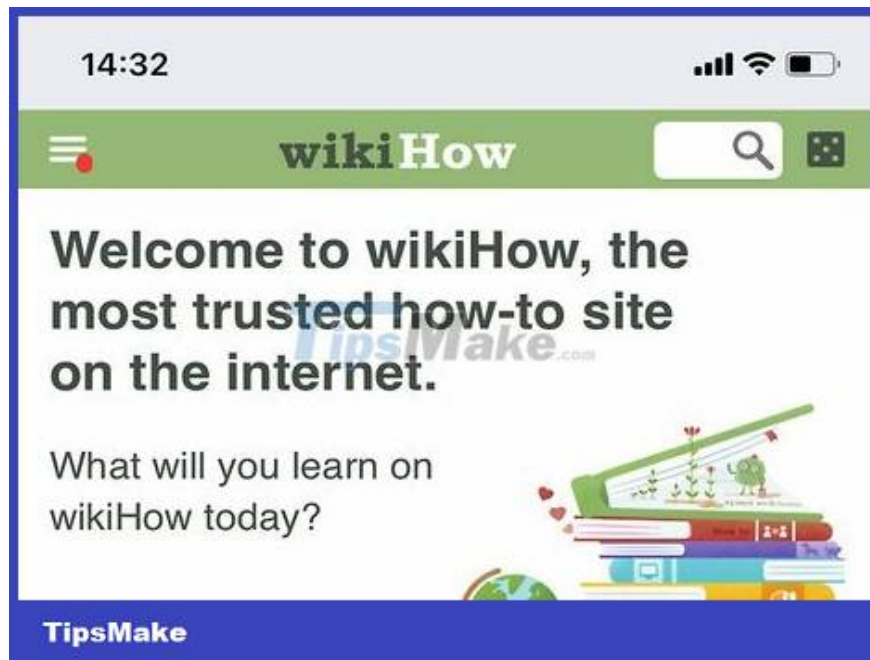 14:32
wikiHow
Welcome to wikiHow, the
most trusted how-to site
on the internet.
TipsMake.com
What will you learn on
wikiHow today?
TipsMake